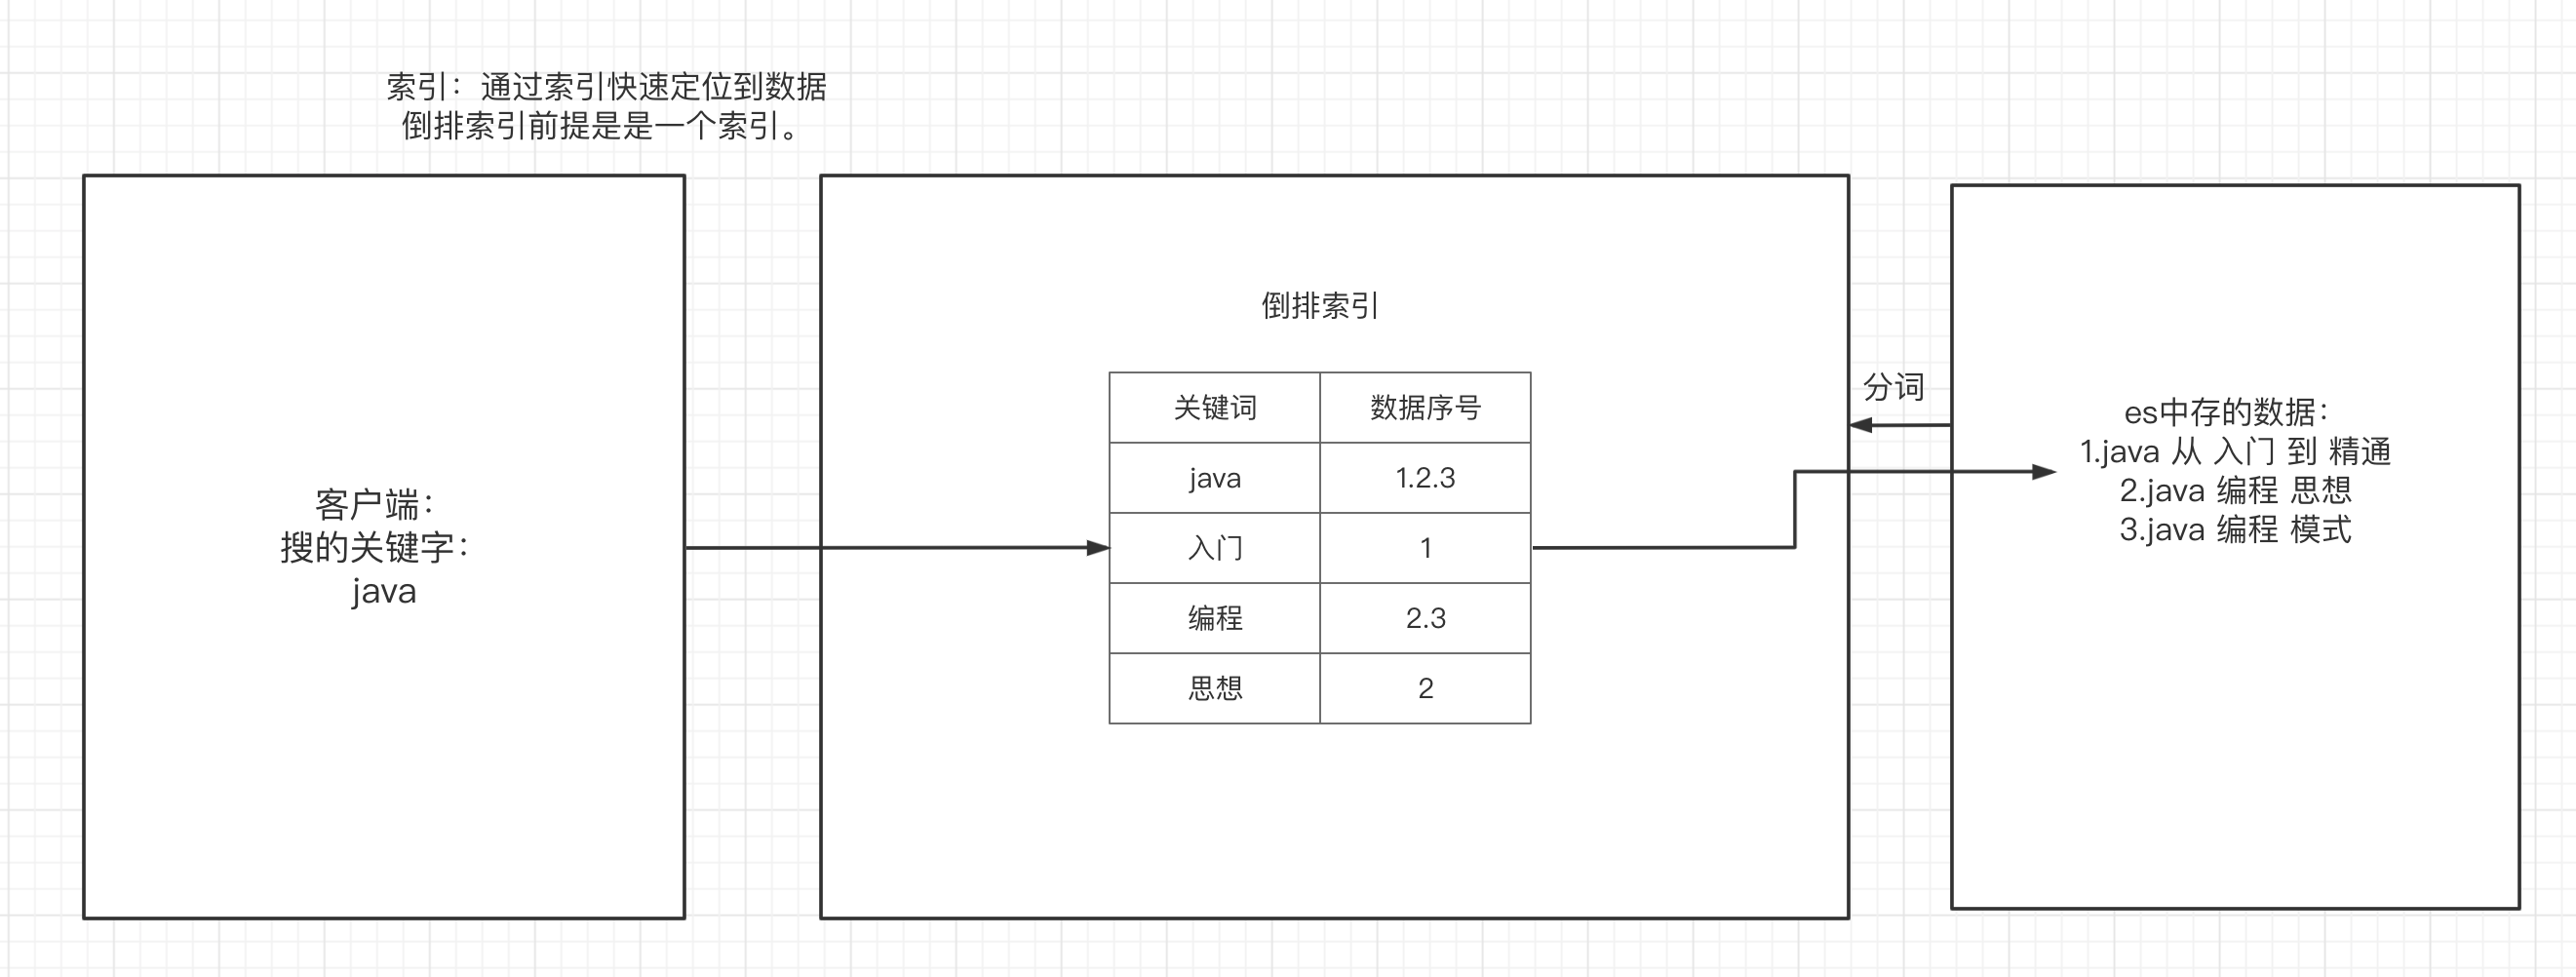 索引：通过索引快速定位到数据
倒排索引前提是是一个索引。
客户端：
搜的关键字：
java
倒排索引
关键词 数据序号
java 1.2.3
入门 1
编程 2.3
思想 2
分词
es中存的数据：
1.java 从 入门 到 精通
2.java 编程 思想
3.java 编程 模式